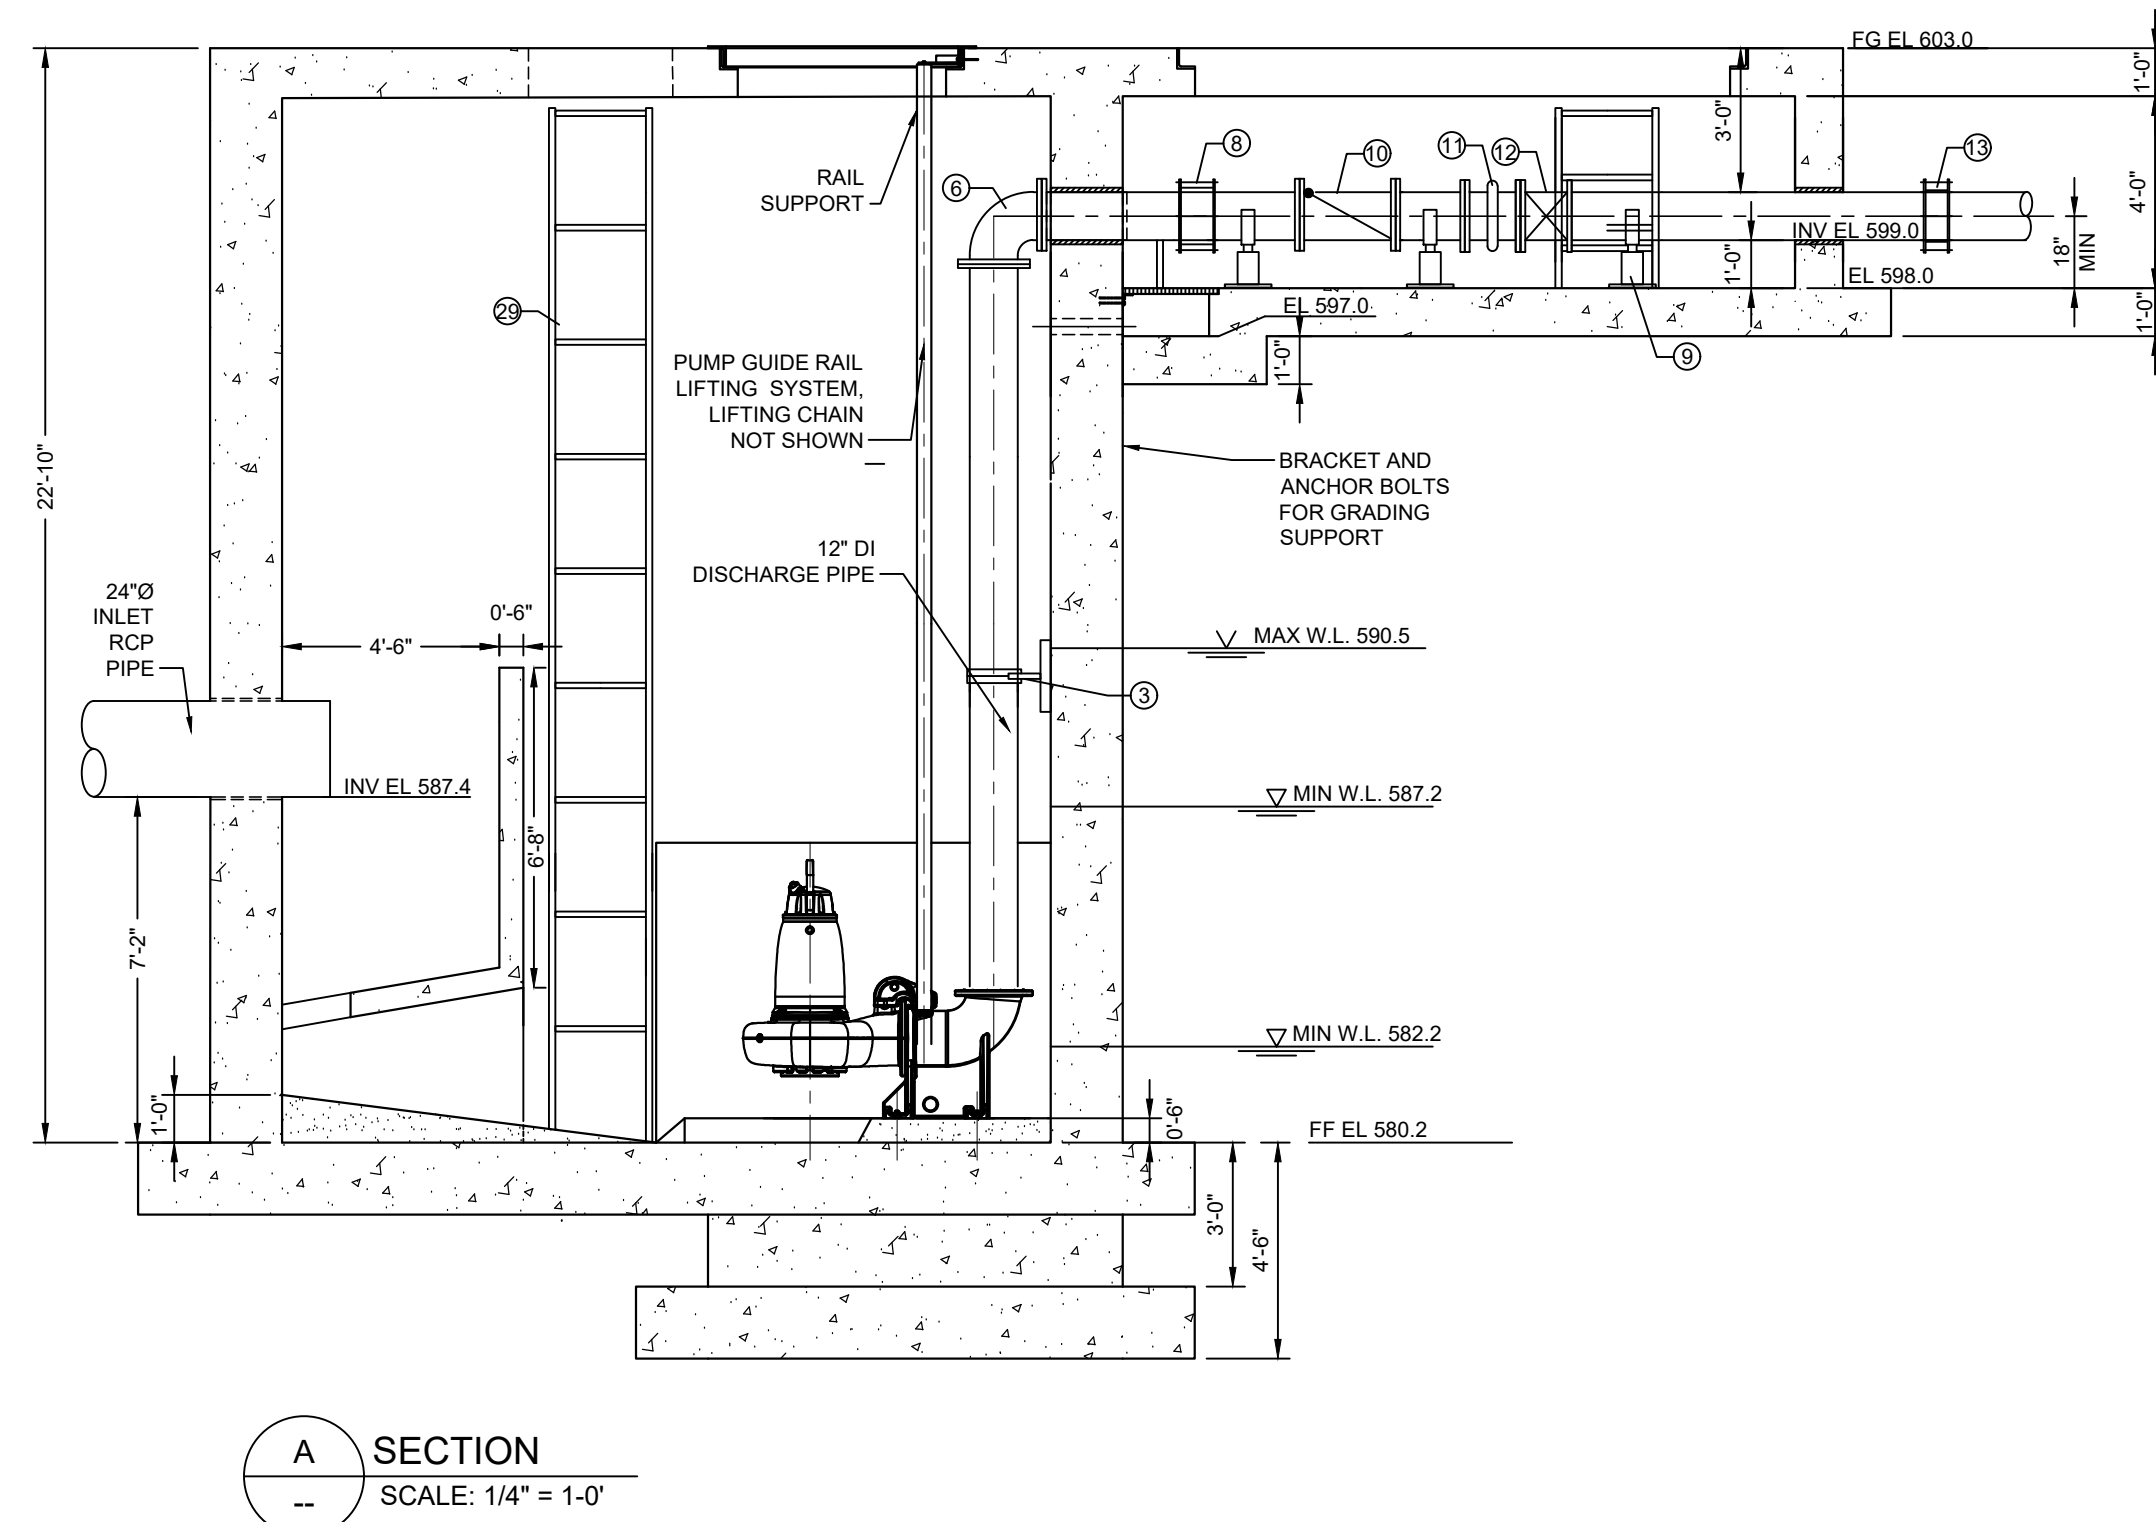 FG EL 603.0
1'-0"
3'-0"
4'-0"
8
10
11
12
13
RAIL
SUPPORT
6
INV EL 599.0
18"
MIN
1'-0"
EL 598.0
29
EL 597.0
1'-0"
1'-0"
9
PUMP GUIDE RAIL
LIFTING SYSTEM,
LIFTING CHAIN
NOT SHOWN
22'-10"
BRACKET AND
ANCHOR BOLTS
FOR GRADING
SUPPORT
12" DI
DISCHARGE PIPE
24"Ø
INLET
RCP
PIPE
0'-6"
4'-6"
MAX W.L. 590.5
3
INV EL 587.4
MIN W.L. 587.2
6'-8"
7'-2"
MIN W.L. 582.2
1'-0"
0'-6"
FF EL 580.2
3'-0"
4'-6"
A
SECTION
--
SCALE: 1/4" = 1-0'